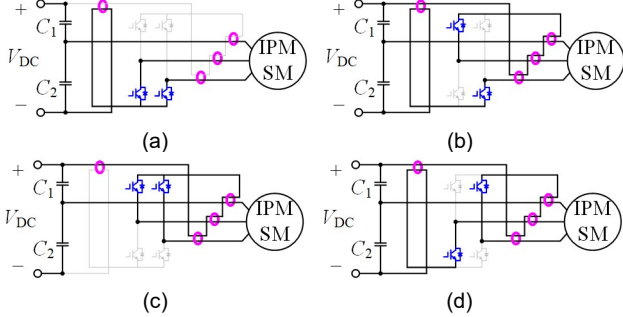 + C1 VDC C2 − IPM SM
(a)
+ C1 VDC C2 − IPM SM
(b)
+ C1 VDC C2 − IPM SM
(c)
+ C1 VDC C2 − IPM SM
(d)